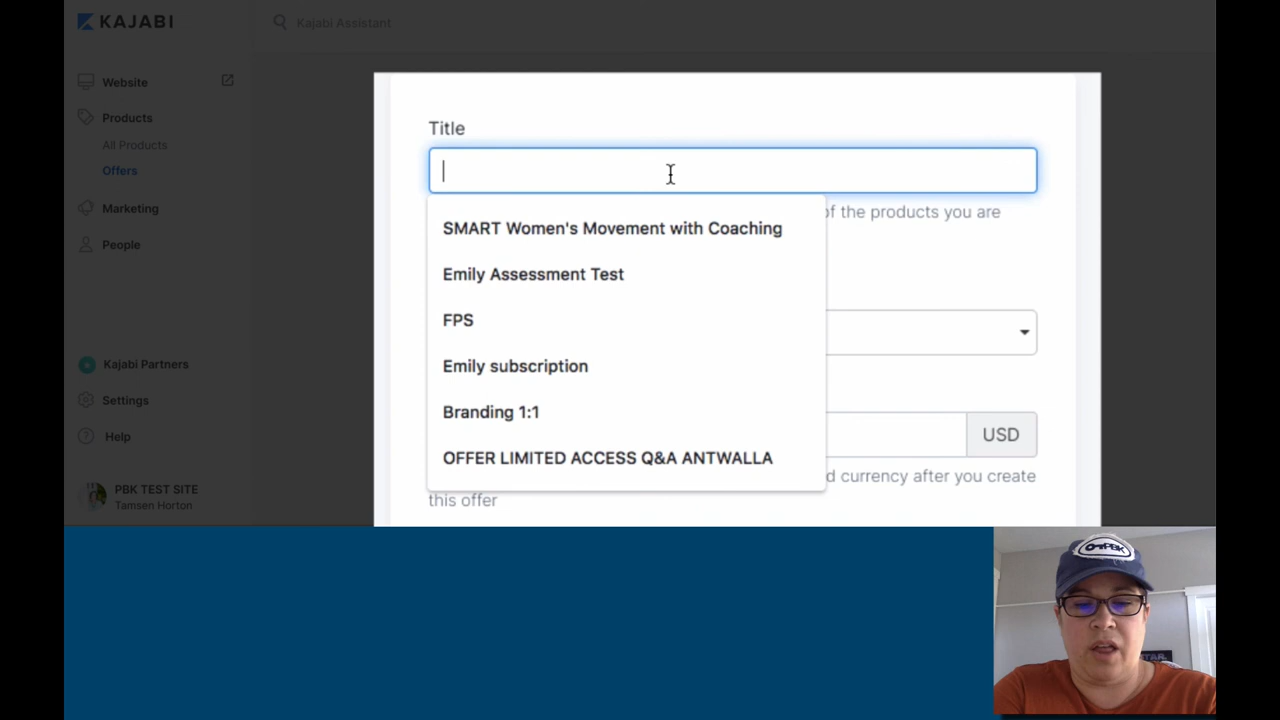 KAJABI
Kajabi Assistant
Website
Products
All Products
Offers
Marketing
People
Kajabi Partners
Settings
Help
PBK TEST SITE
Tamsen Horton
Title
of the products you are
SMART Women's Movement with Coaching
Emily Assessment Test
FPS
Emily subscription
Branding 1:1
OFFER LIMITED ACCESS Q&A ANTWALLA
USD
d currency after you create
this offer
PBK
STAR